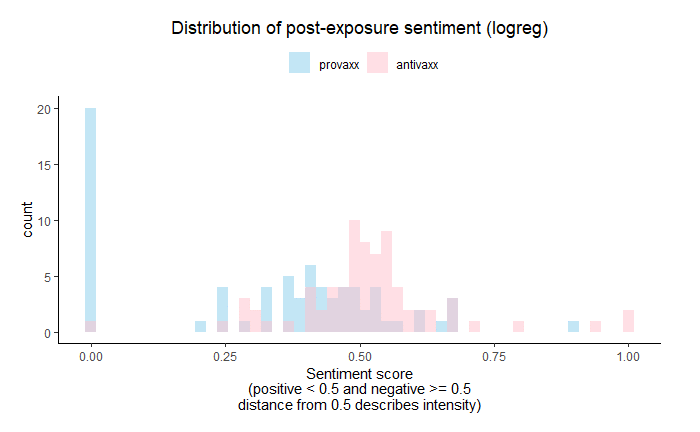 Distribution of post-exposure sentiment (logreg)
provaxx antivaxx
20
15
10
5
0
count
0.00 0.25 0.50 0.75 1.00
Sentiment score
(positive < 0.5 and negative >= 0.5
distance from 0.5 describes intensity)